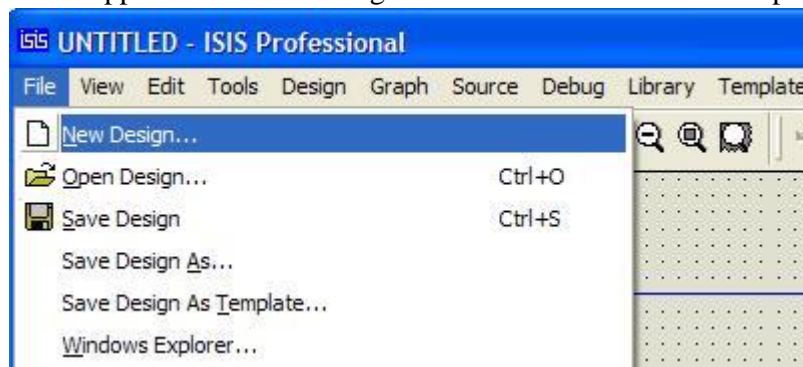 isis UNTITLED - ISIS Professional
File View Edit Tools Design Graph Source Debug Library Template
New Design...
Open Design... Ctrl+O
Save Design Ctrl+S
Save Design As...
Save Design As Template...
Windows Explorer...